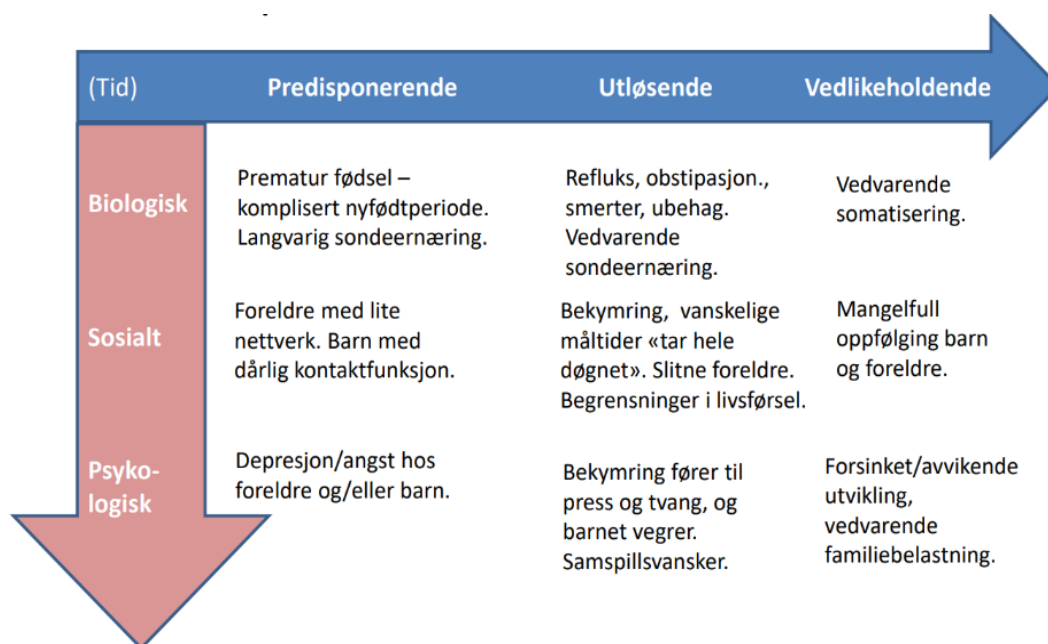 (Tid) Predisponerende Utløsende Vedlikeholdende
Biologisk
Prematur fødsel –
komplisert nyfødtperiode.
Langvarig sondeernæring.
Refluks, obstipasjon.,
smerter, ubehag.
Vedvarende
sondeernæring.
Vedvarende
somatisering.
Sosialt
Foreldre med lite
nettverk. Barn med
dårlig kontaktfunksjon.
Bekymring, vanskelige
måltider «tar hele
døgnet». Slitne foreldre.
Begrensninger i livsførsel.
Mangelfull
oppfølging barn
og foreldre.
Psyko-
logisk
Depresjon/angst hos
foreldre og/eller barn.
Bekymring fører til
press og tvang, og
barnet vegrer.
Samspillsvansker.
Forsinket/avvikende
utvikling,
vedvarende
familiebelastning.